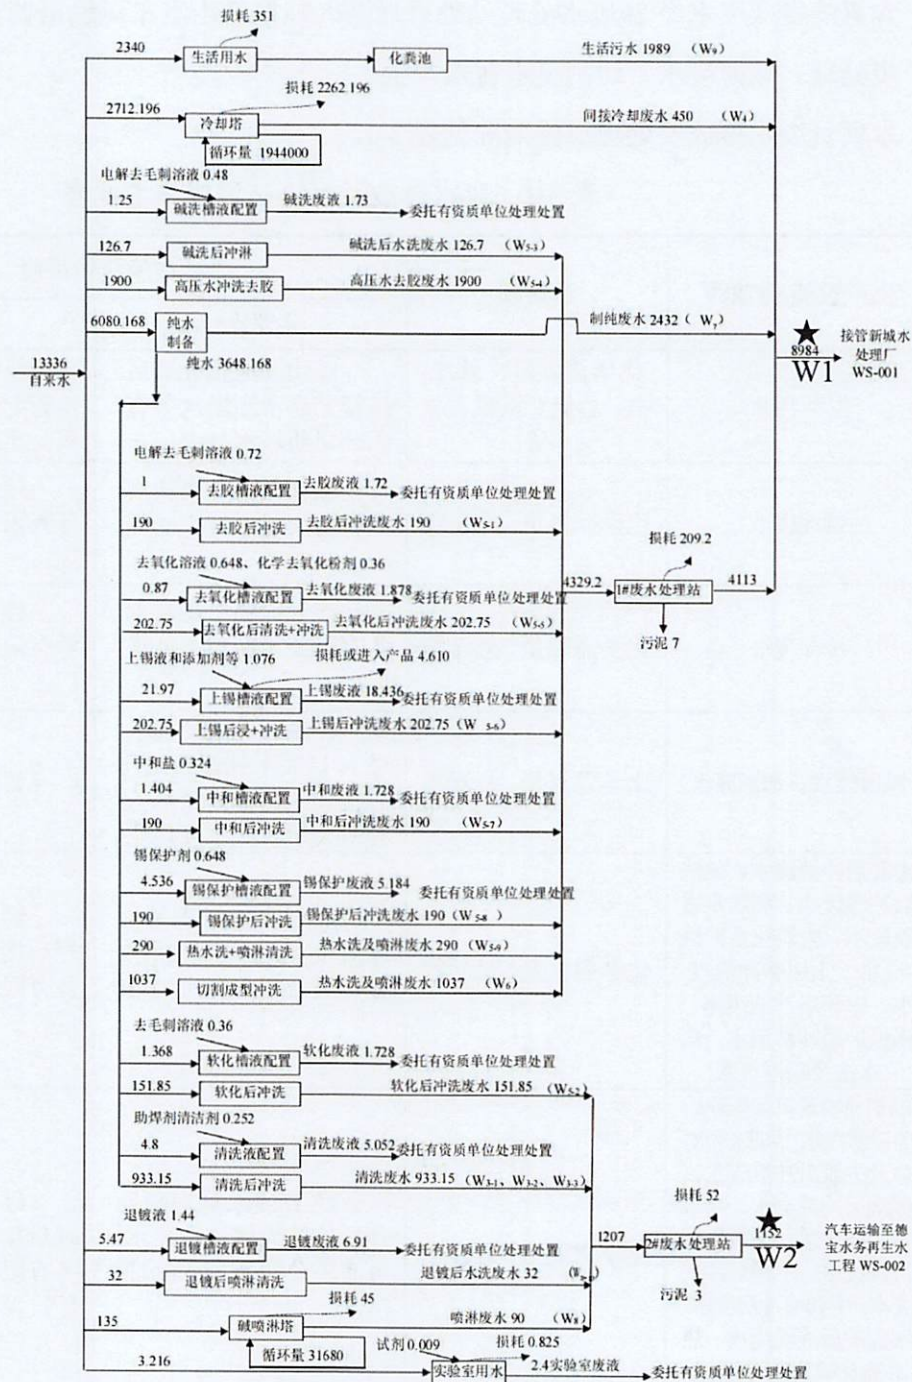 损耗 351
2340
生活用水
化粪池
生活污水 1989 （W9）
损耗 2262.196
2712.196
冷却塔
间接冷却废水 450 （W4）
循环量 1944000
电解去毛刺溶液 0.48
1.25
碱洗槽液配置
碱洗废液 1.73
委托有资质单位处理处置
126.7
碱洗后冲淋
碱洗后水洗废水 126.7 （W5-3）
1900
高压水冲洗去胶
高压水去胶废水 1900 （W5-4）
6080.168
纯水
制备
制纯废水 2432（ W7）
纯水 3648.168
13336
自来水
8984
W1
接管新城水
处理厂
WS-001
电解去毛刺溶液 0.72
1
去胶槽液配置
去胶废液 1.72
委托有资质单位处理处置
190
去胶后冲洗
去胶后冲洗废水 190 （W5-1）
损耗 209.2
去氧化溶液 0.648、化学去氧化粉剂 0.36
0.87
去氧化槽液配置
去氧化废液 1.878
委托有资质单位处理处置
4329.2
1#废水处理站
4113
202.75
去氧化后清洗+冲洗
去氧化后冲洗废水 202.75 （W5-5）
污泥 7
上锡液和添加剂等 1.076
损耗或进入产品 4.610
21.97
上锡槽液配置
上锡废液 18.436
委托有资质单位处理处置
202.75
上锡后浸+冲洗
上锡后冲洗废水 202.75（W 5-6）
中和盐 0.324
1.404
中和槽液配置
中和废液 1.728
委托有资质单位处理处置
190
中和后冲洗
中和后冲洗废水 190 （W5-7）
锡保护剂 0.648
4.536
锡保护槽液配置
锡保护废液 5.184
委托有资质单位处理处置
190
锡保护后冲洗
锡保护后冲洗废水 190（W 5-8 ）
290
热水洗+喷淋清洗
热水洗及喷淋废水 290 （W5-9）
1037
切割成型冲洗
热水洗及喷淋废水 1037 （W6）
去毛刺溶液 0.36
1.368
软化槽液配置
软化废液 1.728
委托有资质单位处理处置
151.85
软化后冲洗
软化后冲洗废水 151.85 （W5-2）
助焊剂清洁剂 0.252
4.8
清洗液配置
清洗废液 5.052
委托有资质单位处理处置
933.15
清洗后冲洗
清洗废水 933.15 （W3-1、W3-2、W3-3）
损耗 52
退镀液 1.44
5.47
退镀槽液配置
退镀废液 6.91
委托有资质单位处理处置
1207
2#废水处理站
1152
W2
汽车运输至德
宝水务再生水
工程 WS-002
32
退镀后喷淋清洗
退镀后水洗废水 32
污泥 3
损耗 45
135
碱喷淋塔
喷淋废水 90 （W8）
循环量 31680
试剂 0.009
损耗 0.825
3.216
实验室用水
2.4实验室废液
委托有资质单位处理处置